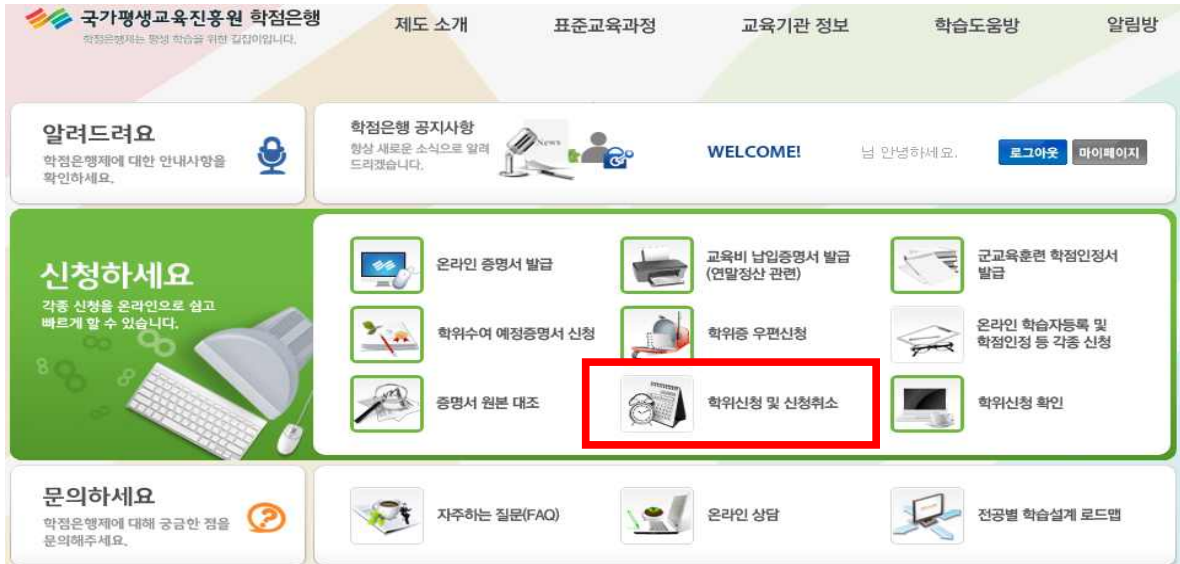 국가평생교육진흥원 학점은행
학점은행제는 평생 학습을 위한 길잡이입니다.
제도 소개
표준교육과정
교육기관 정보
학습도움방
알림방
알려드려요
학점은행제에 대한 안내사항을
확인하세요.
학점은행 공지사항
항상 새로운 소식으로 알려
드리겠습니다.
News
WELCOME!
님 안녕하세요.
로그아웃
마이페이지
신청하세요
각종 신청을 온라인으로 쉽고
빠르게 할 수 있습니다.
온라인 증명서 발급
교육비 납입증명서 발급
(연말정산 관련)
군교육훈련 학점인정서
발급
학위수여 예정증명서 신청
학위증 우편신청
온라인 학습자등록 및
학점인정 등 각종 신청
증명서 원본 대조
학위신청 및 신청취소
학위신청 확인
문의하세요
학점은행제에 대해 궁금한 점을
문의해주세요.
자주하는 질문(FAQ)
온라인 상담
전공별 학습설계 로드맵